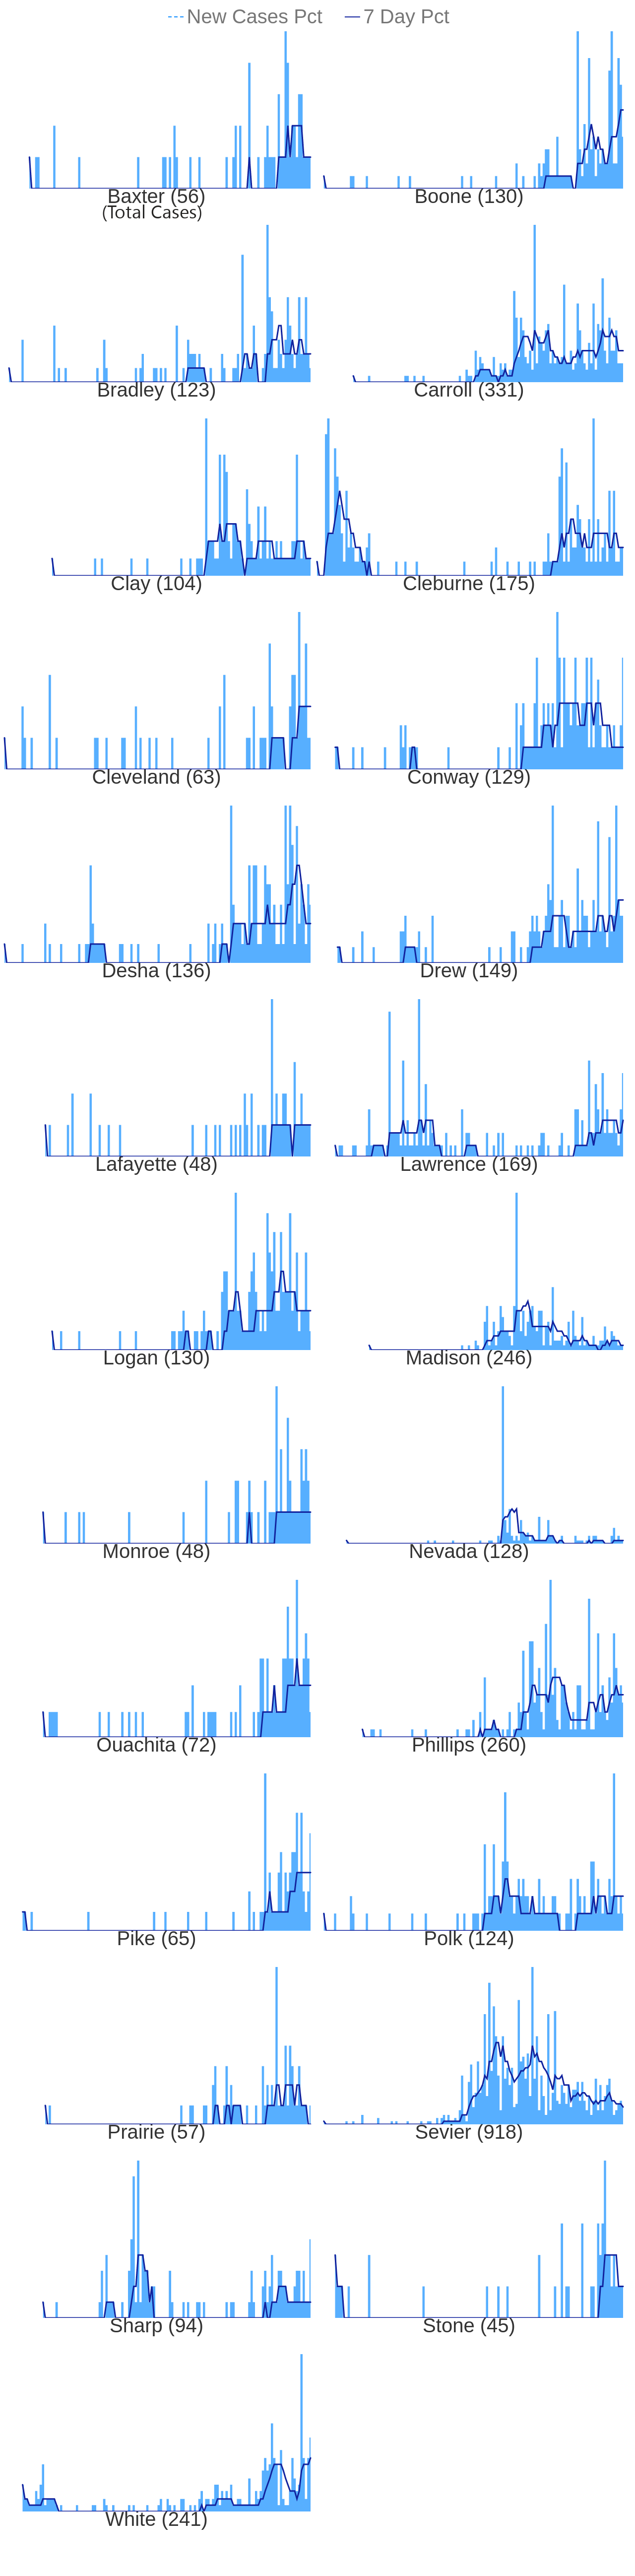 New Cases Pct 7 Day Pct
Baxter (56) Boone (130)
(Total Cases)
Bradley (123) Carroll (331)
Clay (104) Cleburne (175)
Cleveland (63) Conway (129)
Desha (136) Drew (149)
Lafayette (48) Lawrence (169)
Logan (130) Madison (246)
Monroe (48) Nevada (128)
Ouachita (72) Phillips (260)
Pike (65) Polk (124)
Prairie (57) Sevier (918)
Sharp (94) Stone (45)
White (241)